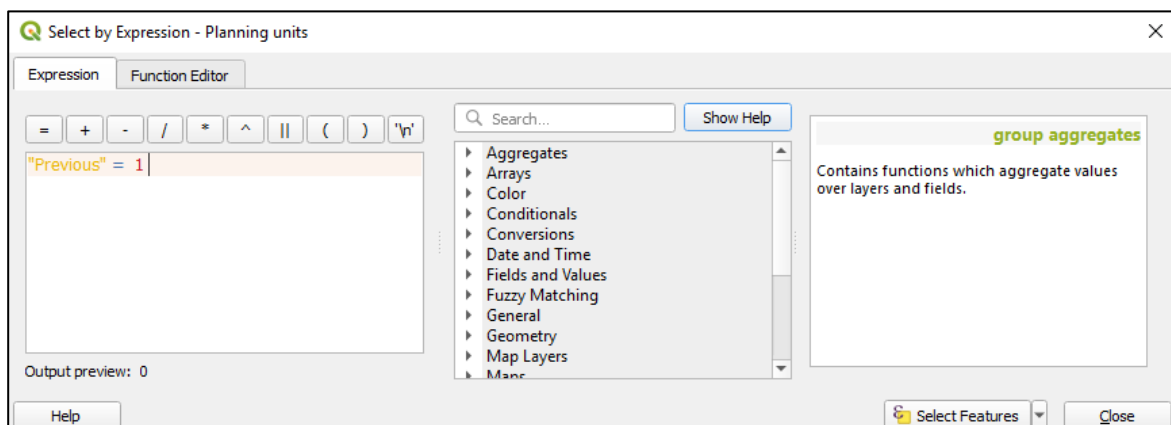 Select by Expression - Planning units
Expression
Function Editor
= + - / * ^ || ( ) '\n'
"Previous" = 1
Output preview: 0
Search...
Show Help
Aggregates
Arrays
Color
Conditionals
Conversions
Date and Time
Fields and Values
Fuzzy Matching
General
Geometry
Map Layers
Maps
group aggregates
Contains functions which aggregate values
over layers and fields.
Help
Select Features
Close